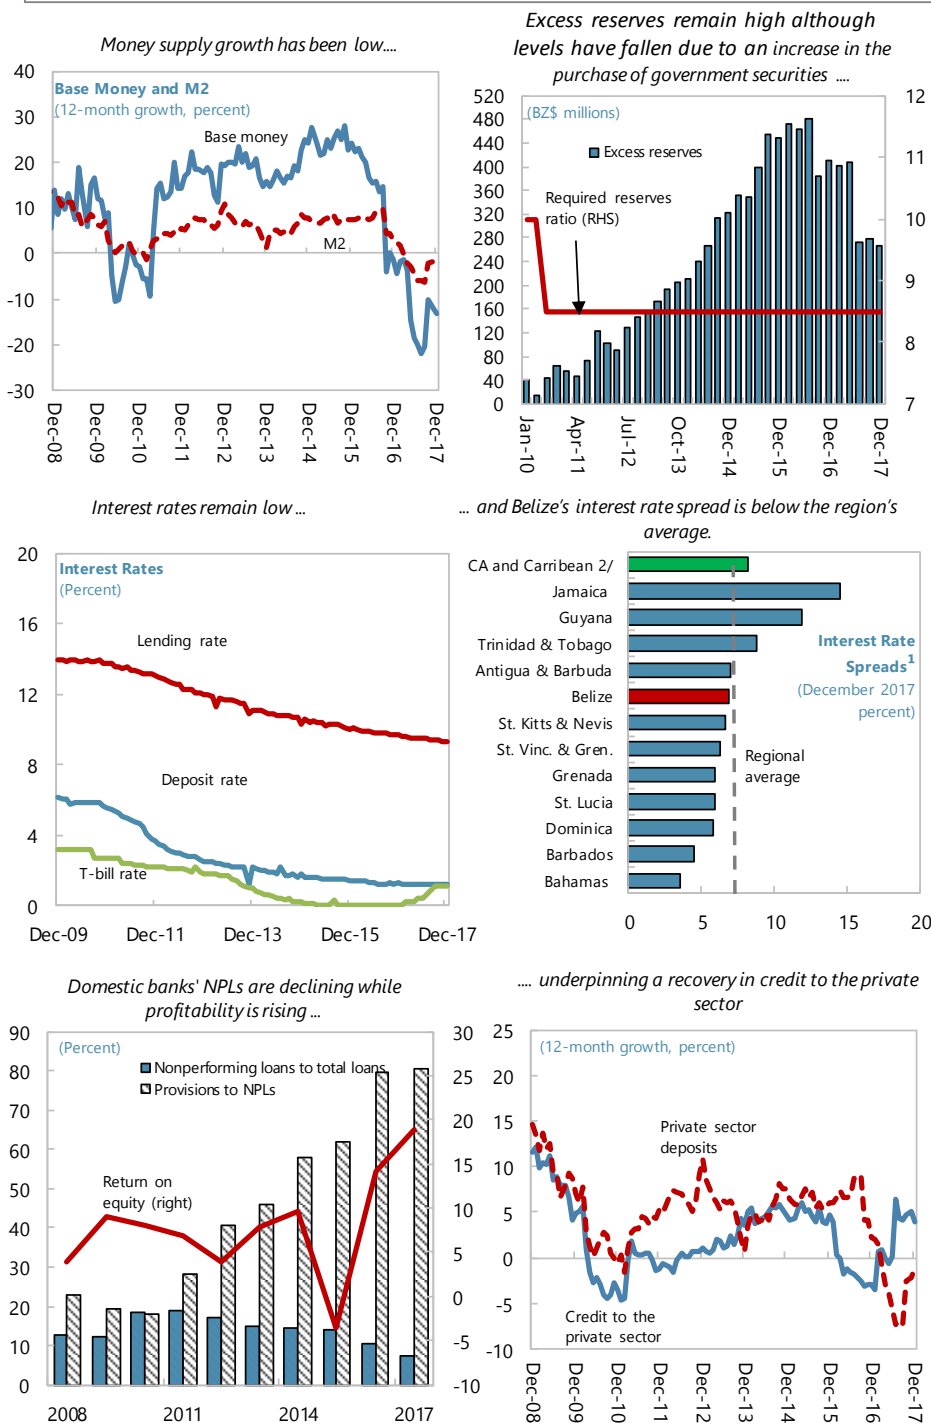 Money supply growth has been low....
Base Money and M2
(12-month growth, percent)
Base money
M2
40
30
20
10
0
-10
-20
-30
Dec-08
Dec-09
Dec-10
Dec-11
Dec-12
Dec-13
Dec-14
Dec-15
Dec-16
Dec-17
Excess reserves remain high although
levels have fallen due to an increase in the
purchase of government securities ....
(BZ$ millions)
Excess reserves
Required reserves
ratio (RHS)
520
480
440
400
360
320
280
240
200
160
120
80
40
0
12
11
10
9
8
7
Jan-10
Apr-11
Jul-12
Oct-13
Dec-14
Dec-15
Dec-16
Dec-17
Interest rates remain low ...
Interest Rates
(Percent)
Lending rate
Deposit rate
T-bill rate
20
16
12
8
4
0
Dec-09
Dec-11
Dec-13
Dec-15
Dec-17
... and Belize's interest rate spread is below the region's
average.
CA and Carribean 2/
Jamaica
Guyana
Trinidad & Tobago
Antigua & Barbuda
Belize
St. Kitts & Nevis
St. Vinc. & Gren.
Grenada
St. Lucia
Dominica
Barbados
Bahamas
Interest Rate
Spreads1
(December 2017
percent)
Regional
average
0
5
10
15
20
Domestic banks' NPLs are declining while
profitability is rising ...
(Percent)
Nonperforming loans to total loans
Provisions to NPLs
Return on
equity (right)
90
80
70
60
50
40
30
20
10
0
30
25
20
15
10
5
0
-5
-10
2008
2011
2014
2017
.... underpinning a recovery in credit to the private
sector
(12-month growth, percent)
Private sector
deposits
Credit to the
private sector
25
20
15
10
5
0
-5
-10
Dec-08
Dec-09
Dec-10
Dec-11
Dec-12
Dec-13
Dec-14
Dec-15
Dec-16
Dec-17